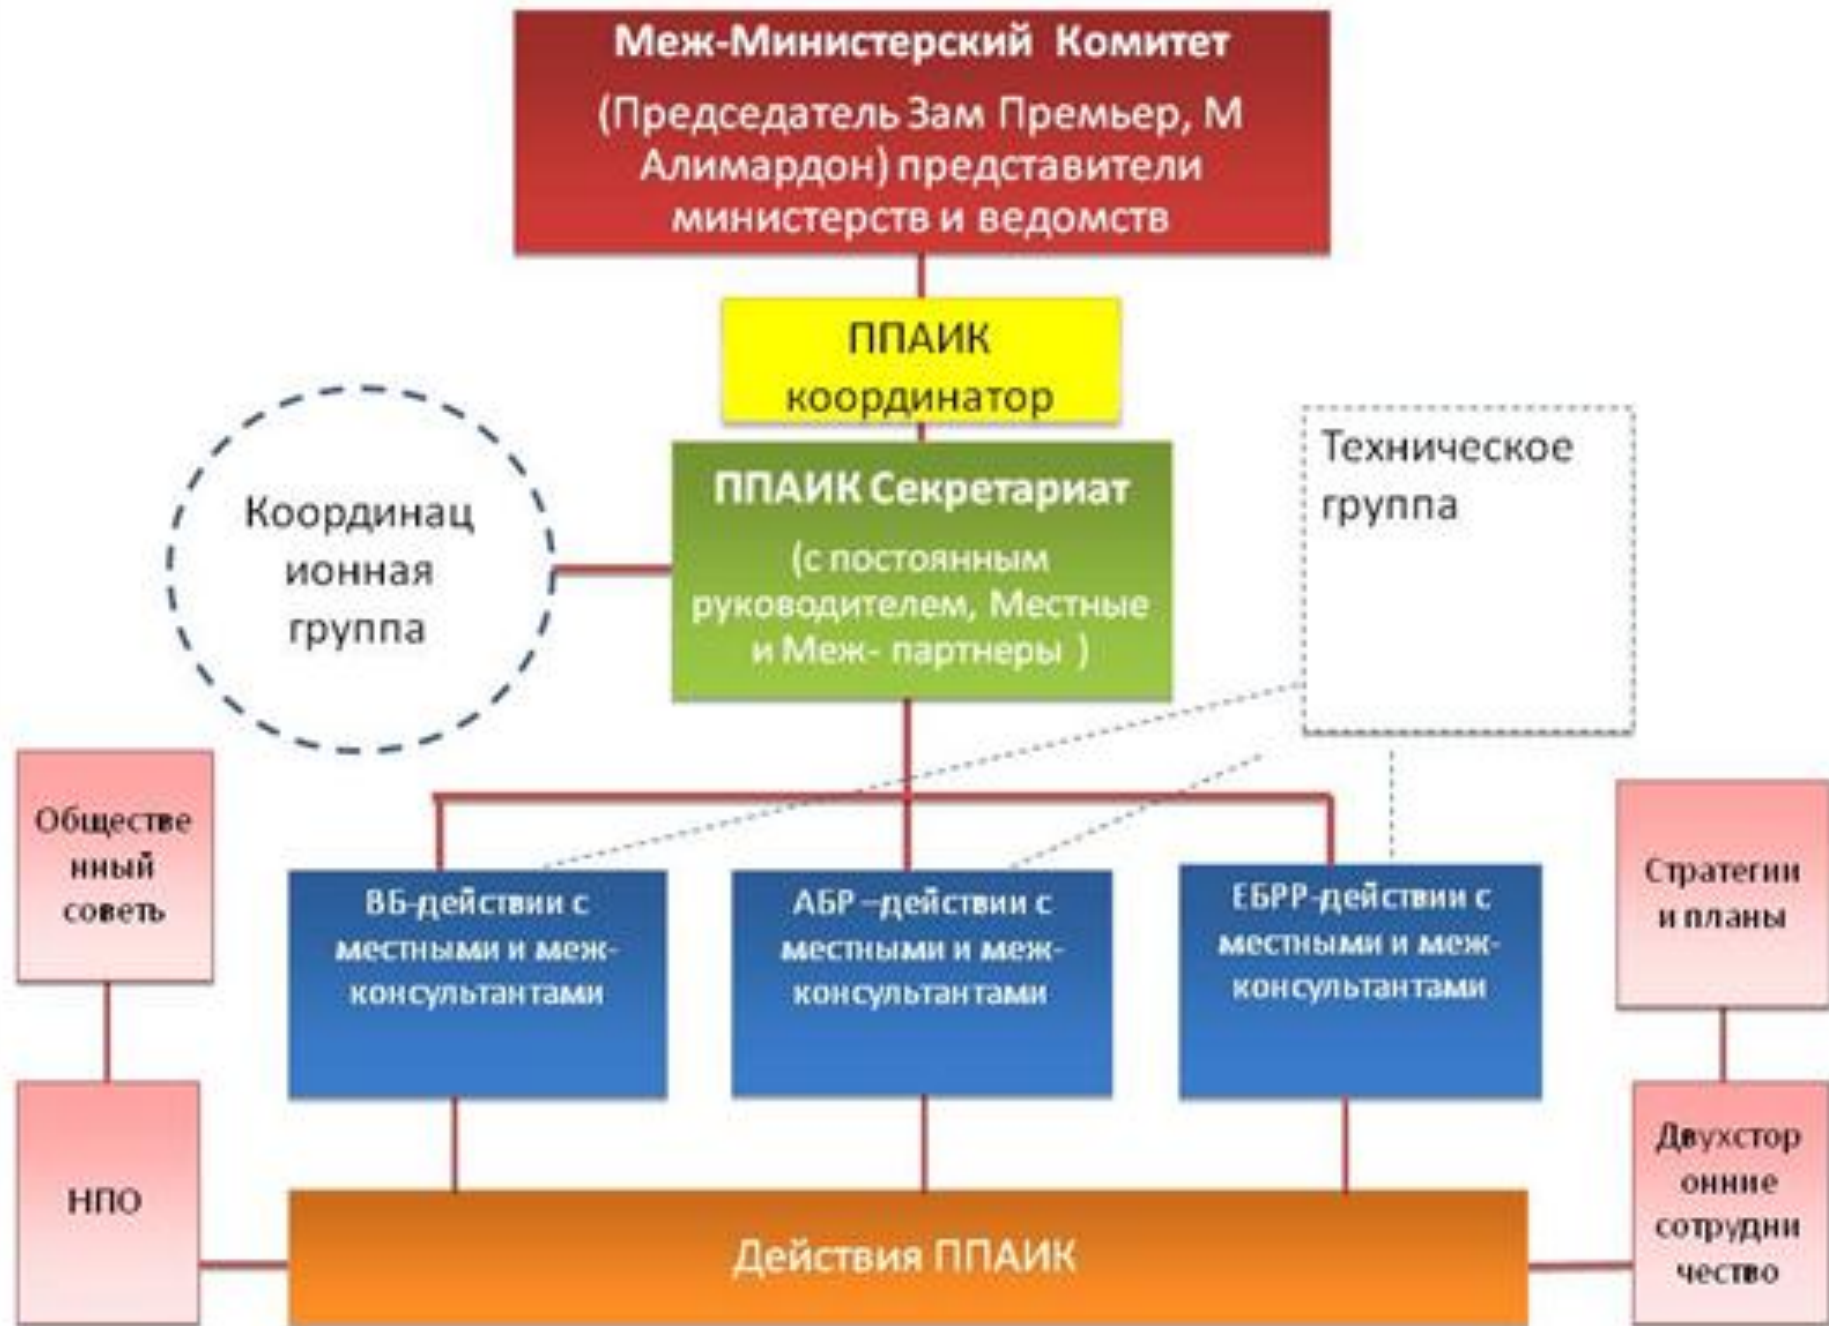 Меж-Министерский Комитет
(Председатель Зам Премьер, М
Алимардон) представители
министерств и ведомств
ППАИК
координатор
Координац
ионная
группа
ППАИК Секретариат
(с постоянным
руководителем, Местные
и Меж- партнеры )
Техническое
группа
Обществе
нный
советь
ВБ-действии с
местными и меж-
консультантами
АБР –действии с
местными и меж-
консультантами
ЕБРР-действии с
местными и меж-
консультантами
Стратегии
и планы
НПО
Действия ППАИК
Двухстор
онние
сотрудни
чество